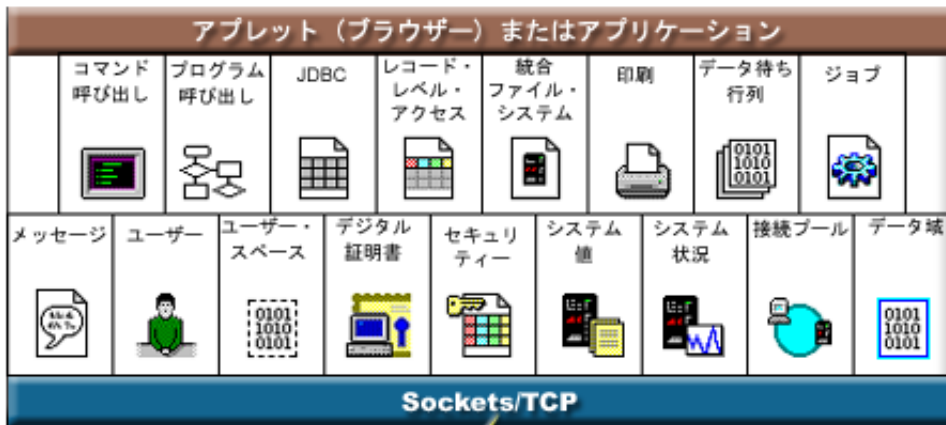 アプレット（ブラウザー）またはアプリケーション
コマンド
呼び出し
プログラム
呼び出し
JDBC
レコード・
レベル・
アクセス
統合
ファイル・
システム
印刷
データ待ち
行列
ジョブ
0101
1010
0101
メッセージ
ユーザー
ユーザー・
スペース
デジタル
証明書
セキュリ
ティー
システム
値
システム
状況
接続プール
データ域
0101
1010
0101
0101
1010
0101
Sockets/TCP